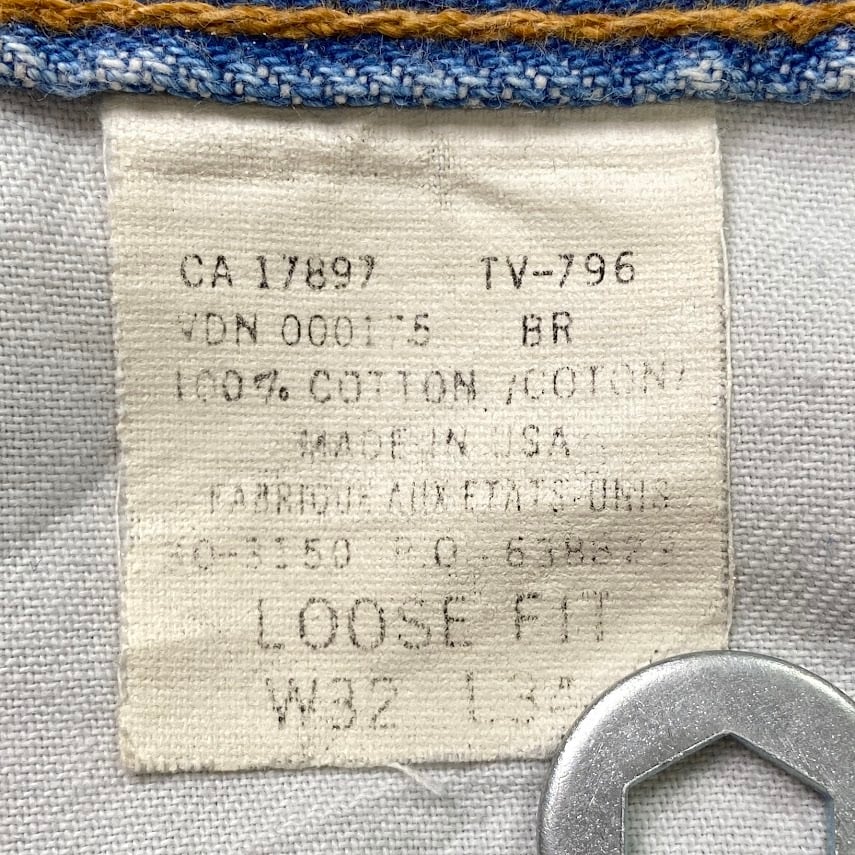 CA 17897 TV-796
VDN 000175 BR
100% COTTON /COTON/
MADE IN USA
FABRIQUE AUX ETATS-UNIS
P.O.
LOOSE FIT
W32